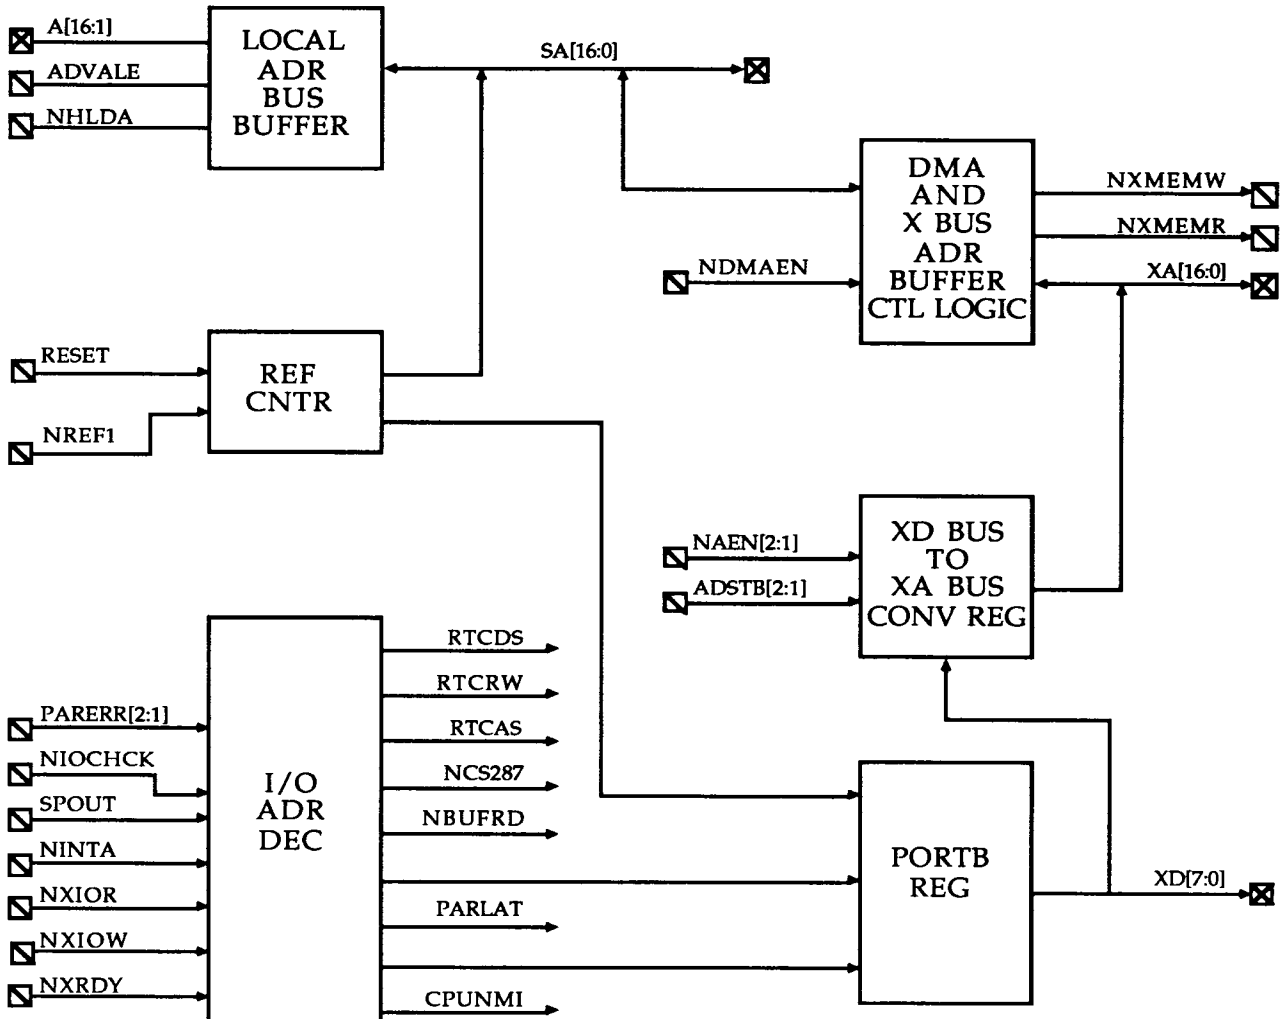 A[16:1]
ADVALE
NHLDA
LOCAL
ADR
BUS
BUFFER
SA[16:0]
DMA
AND
X BUS
ADR
BUFFER
CTL LOGIC
NXMEMW
NXMEMR
XA[16:0]
NDMAEN
RESET
NREF1
REF
CNTR
NAEN[2:1]
ADSTB[2:1]
XD BUS
TO
XA BUS
CONV REG
PARERR[2:1]
NIOCHCK
SPOUT
NINTA
NXIOR
NXIOW
NXRDY
I/O
ADR
DEC
RTCDS
RTCRW
RTCAS
NCS287
NBUFRD
PARLAT
CPUNMI
PORTB
REG
XD[7:0]